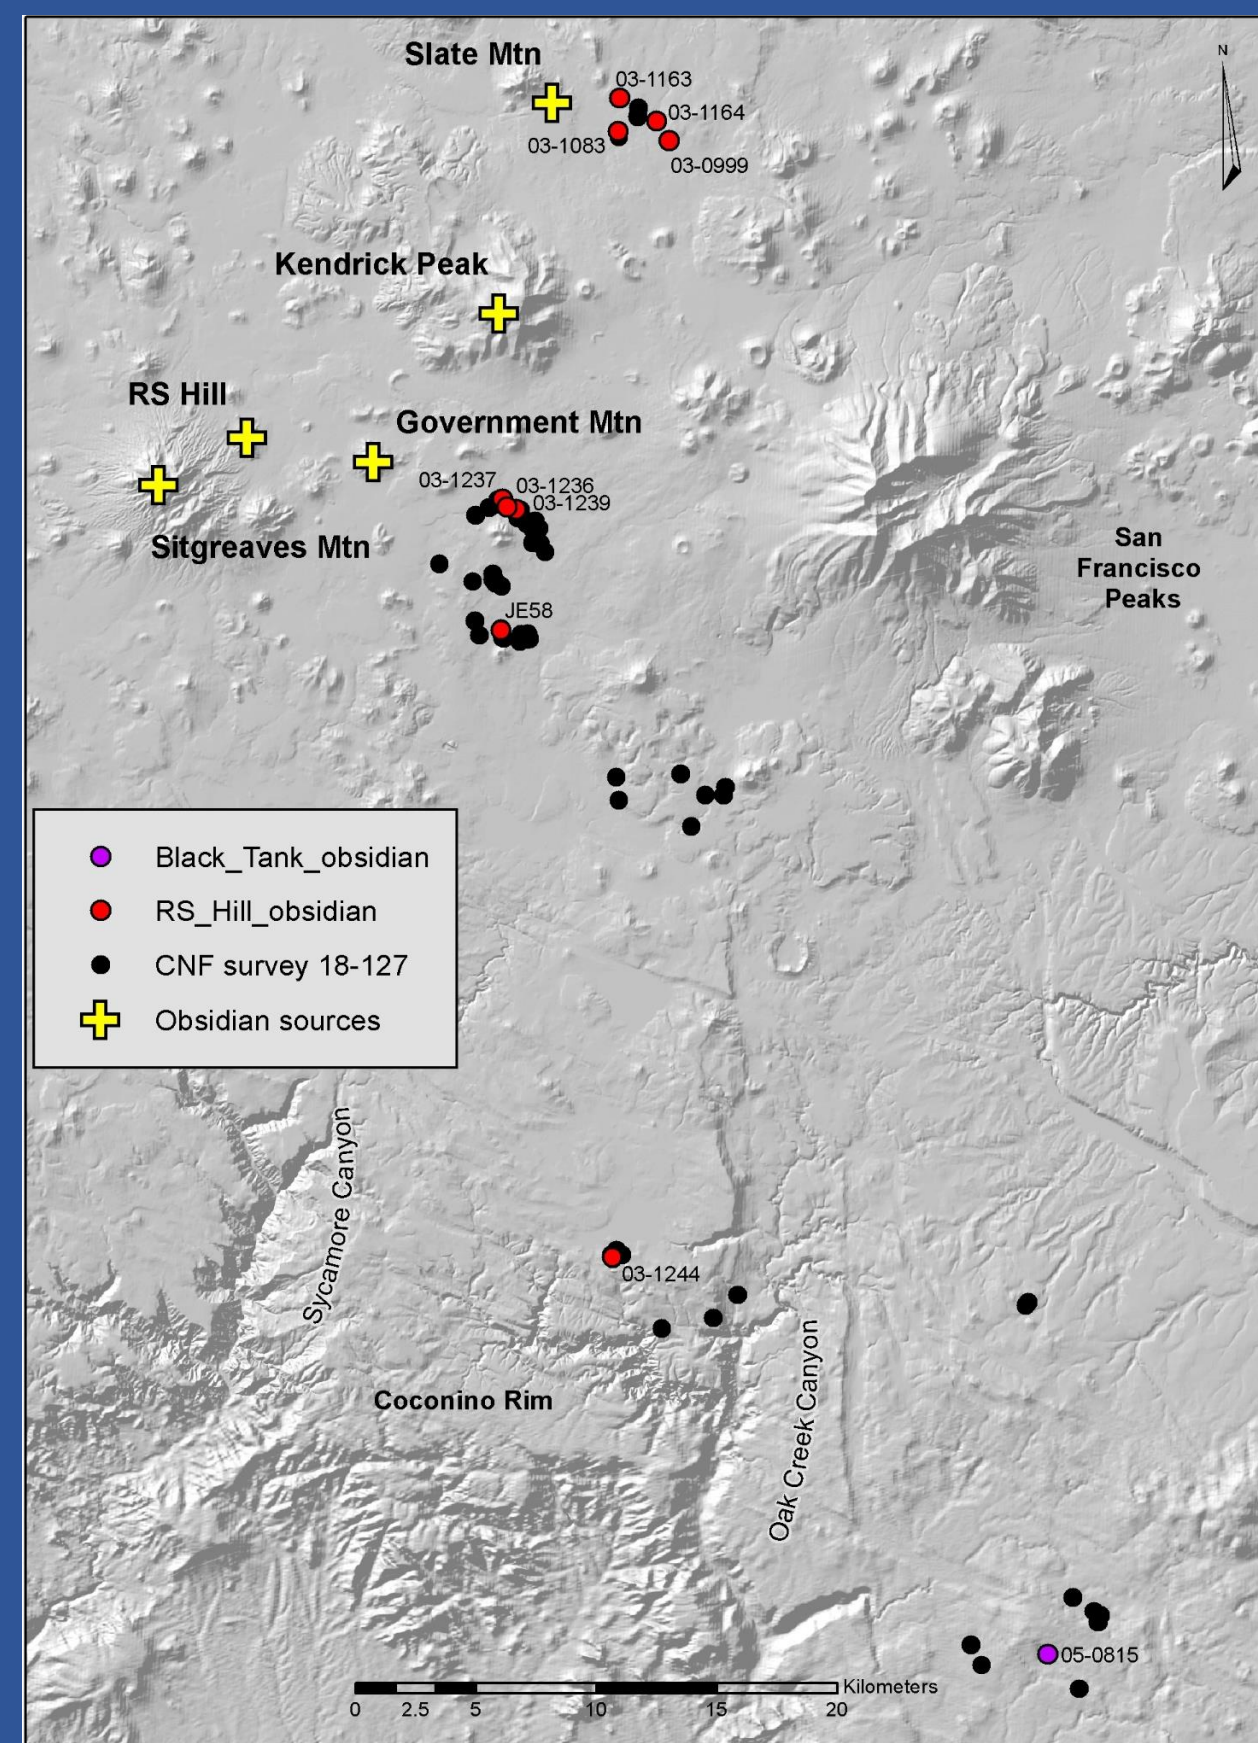 Slate Mtn
N
03-1163
03-1164
03-1083
03-0999
Kendrick Peak
RS Hill
Government Mtn
03-1237
03-1236
03-1239
Sitgreaves Mtn
San
Francisco
Peaks
JE58
Black_Tank_obsidian
RS_Hill_obsidian
CNF survey 18-127
Obsidian sources
Sycamore Canyon
03-1244
Oak Creek Canyon
Coconino Rim
05-0815
Kilometers
0 2.5 5 10 15 20